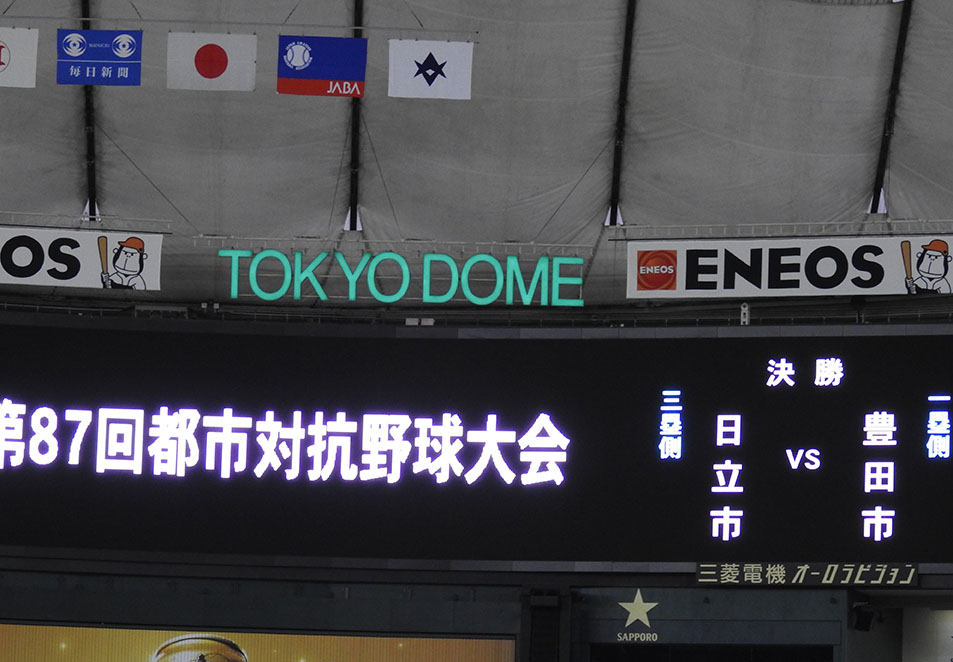 MAINICHI
毎日新聞
JABA
ENEOS
TOKYO DOME
ENEOS
ENEOS
第87回都市対抗野球大会
決勝
三塁側
日立市
VS
豊田市
一塁側
三菱電機 オーロラビジョン
SAPPORO